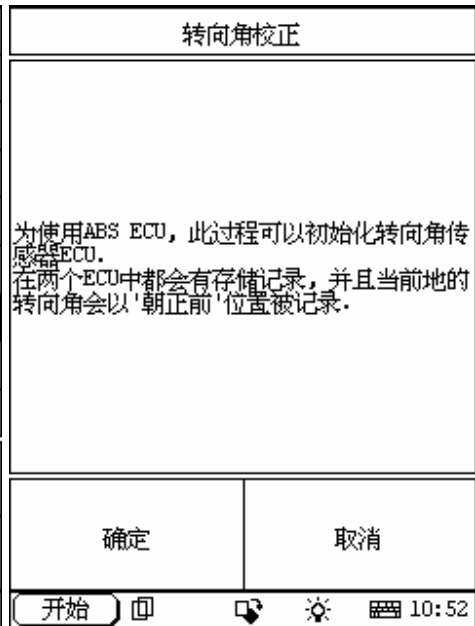 转向角校正
为使用ABS ECU, 此过程可以初始化转向角传
感器ECU.
在两个ECU中都会有存储记录, 并且当前地的
转向角会以'朝正前'位置被记录.
确定
取消
开始
10:52